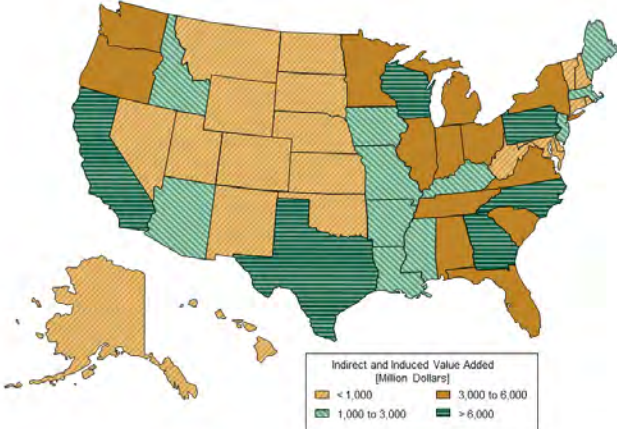 Indirect and Induced Value Added
[Million Dollars]
< 1,000
3,000 to 6,000
1,000 to 3,000
> 6,000